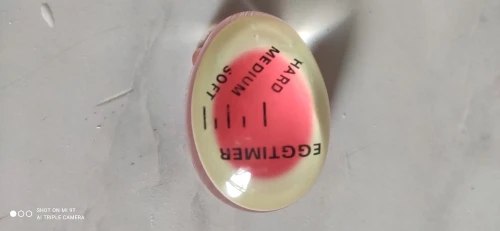 HARD
MEDIUM
SOFT
EGGTIMER
SHOT ON MI 9T
AI TRIPLE CAMERA